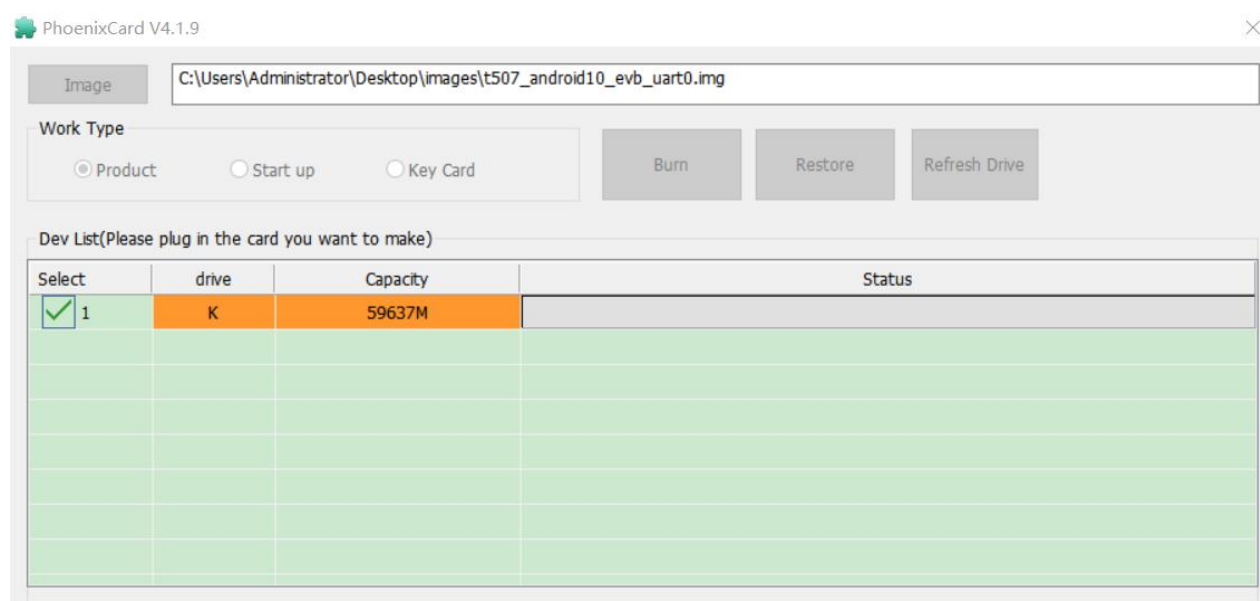 PhoenixCard V4.1.9
Image C:\Users\Administrator\Desktop\images\t507_android10_evb_uart0.img
Work Type
Product Start up Key Card Burn Restore Refresh Drive
Dev List(Please plug in the card you want to make)
Select drive Capacity Status
1 K 59637M